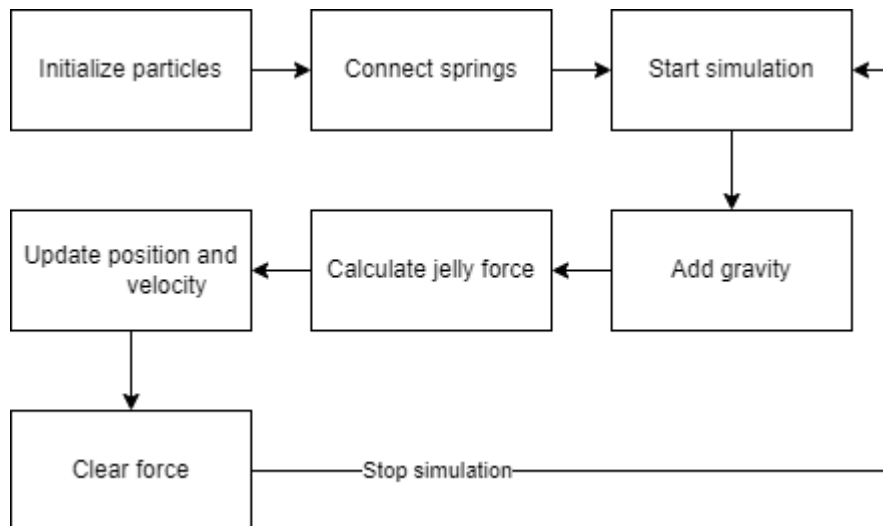 Initialize particles
Connect springs
Start simulation
Add gravity
Calculate jelly force
Update position and
velocity
Clear force
Stop simulation